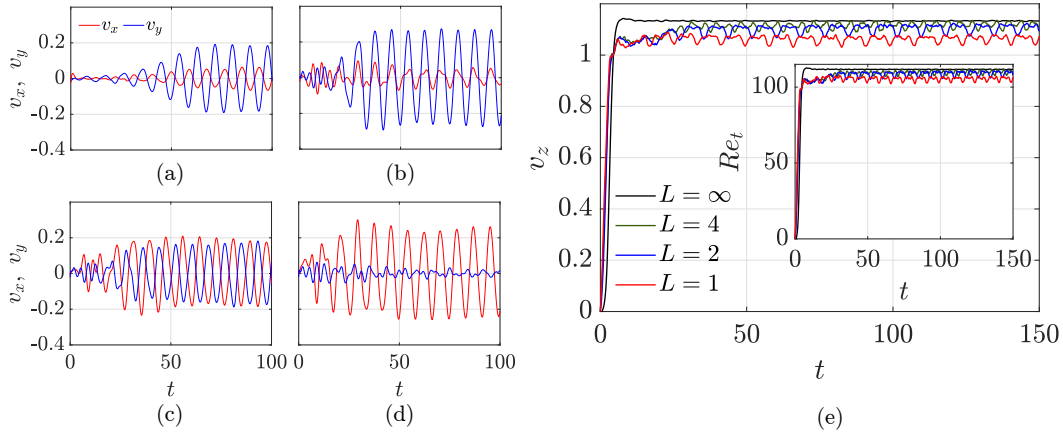 v_x v_y
0.2
0
-0.2
-0.4
v_x, v_y
(a)
(b)
0.2
0
-0.2
-0.4
v_x, v_y
0 50 100
t
(c)
0 50 100
t
(d)
1
0.8
0.6
0.4
0.2
0
v_z
0 50 100 150
t
L = ∞
L = 4
L = 2
L = 1
100
50
0
Re_t
0 50 100 150
t
(e)